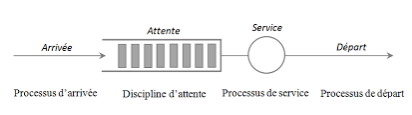 Attente
Service
Arrivée
Départ
Processus d'arrivée
Discipline d'attente
Processus de service
Processus de départ